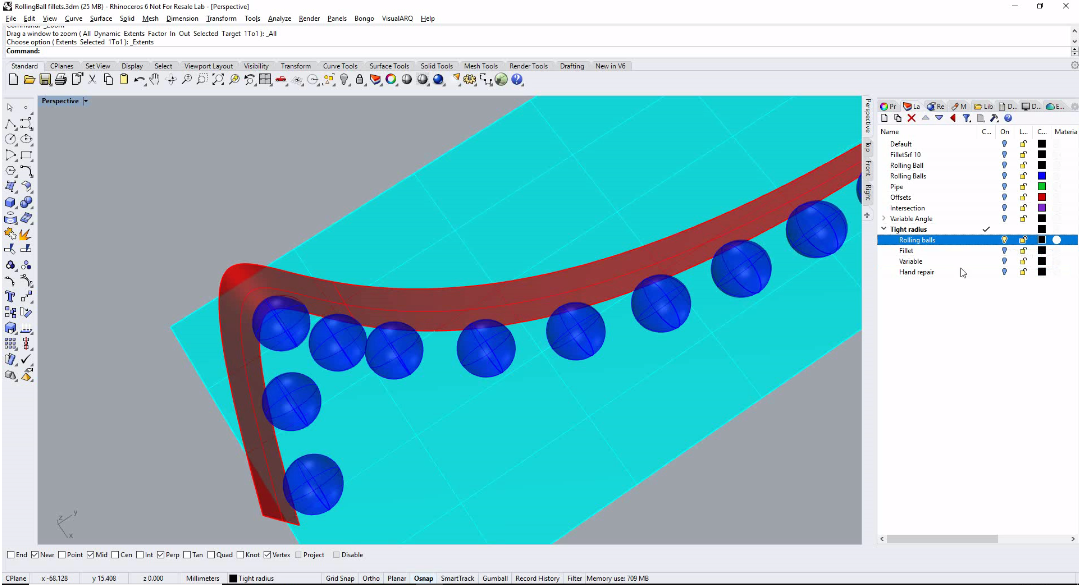 RollingBall fillets.3dm (25 MB) - Rhinoceros 6 Not For Resale Lab - [Perspective]
File Edit View Curve Surface Solid Mesh Dimension Transform Tools Analyze Render Panels Bongo VisualARQ Help
Drag a window to zoom ( All Dynamic Extents Factor In Out Selected Target 1To1 ): _All
Choose option ( Extents Selected 1To1 ): _Extents
Command:
Standard CPlanes Set View Display Select Viewport Layout Visibility Transform Curve Tools Surface Tools Solid Tools Mesh Tools Render Tools Drafting New in V6
Perspective
Perspective
Top
Front
Right
Pr La Re M Lib D... D... E...
Name C... On L... C... Materia
Default
FilletSrf 10
Rolling Ball
Rolling Balls
Pipe
Offsets
Intersection
Variable Angle
Tight radius
Rolling balls
Fillet
Variable
Hand repair
z y
x
End Near Point Mid Cen Int Perp Tan Quad Knot Vertex Project Disable
CPlane x -68.128 y 15.408 z 0.000 Millimeters Tight radius Grid Snap Ortho Planar Osnap SmartTrack Gumball Record History Filter Memory use: 709 MB